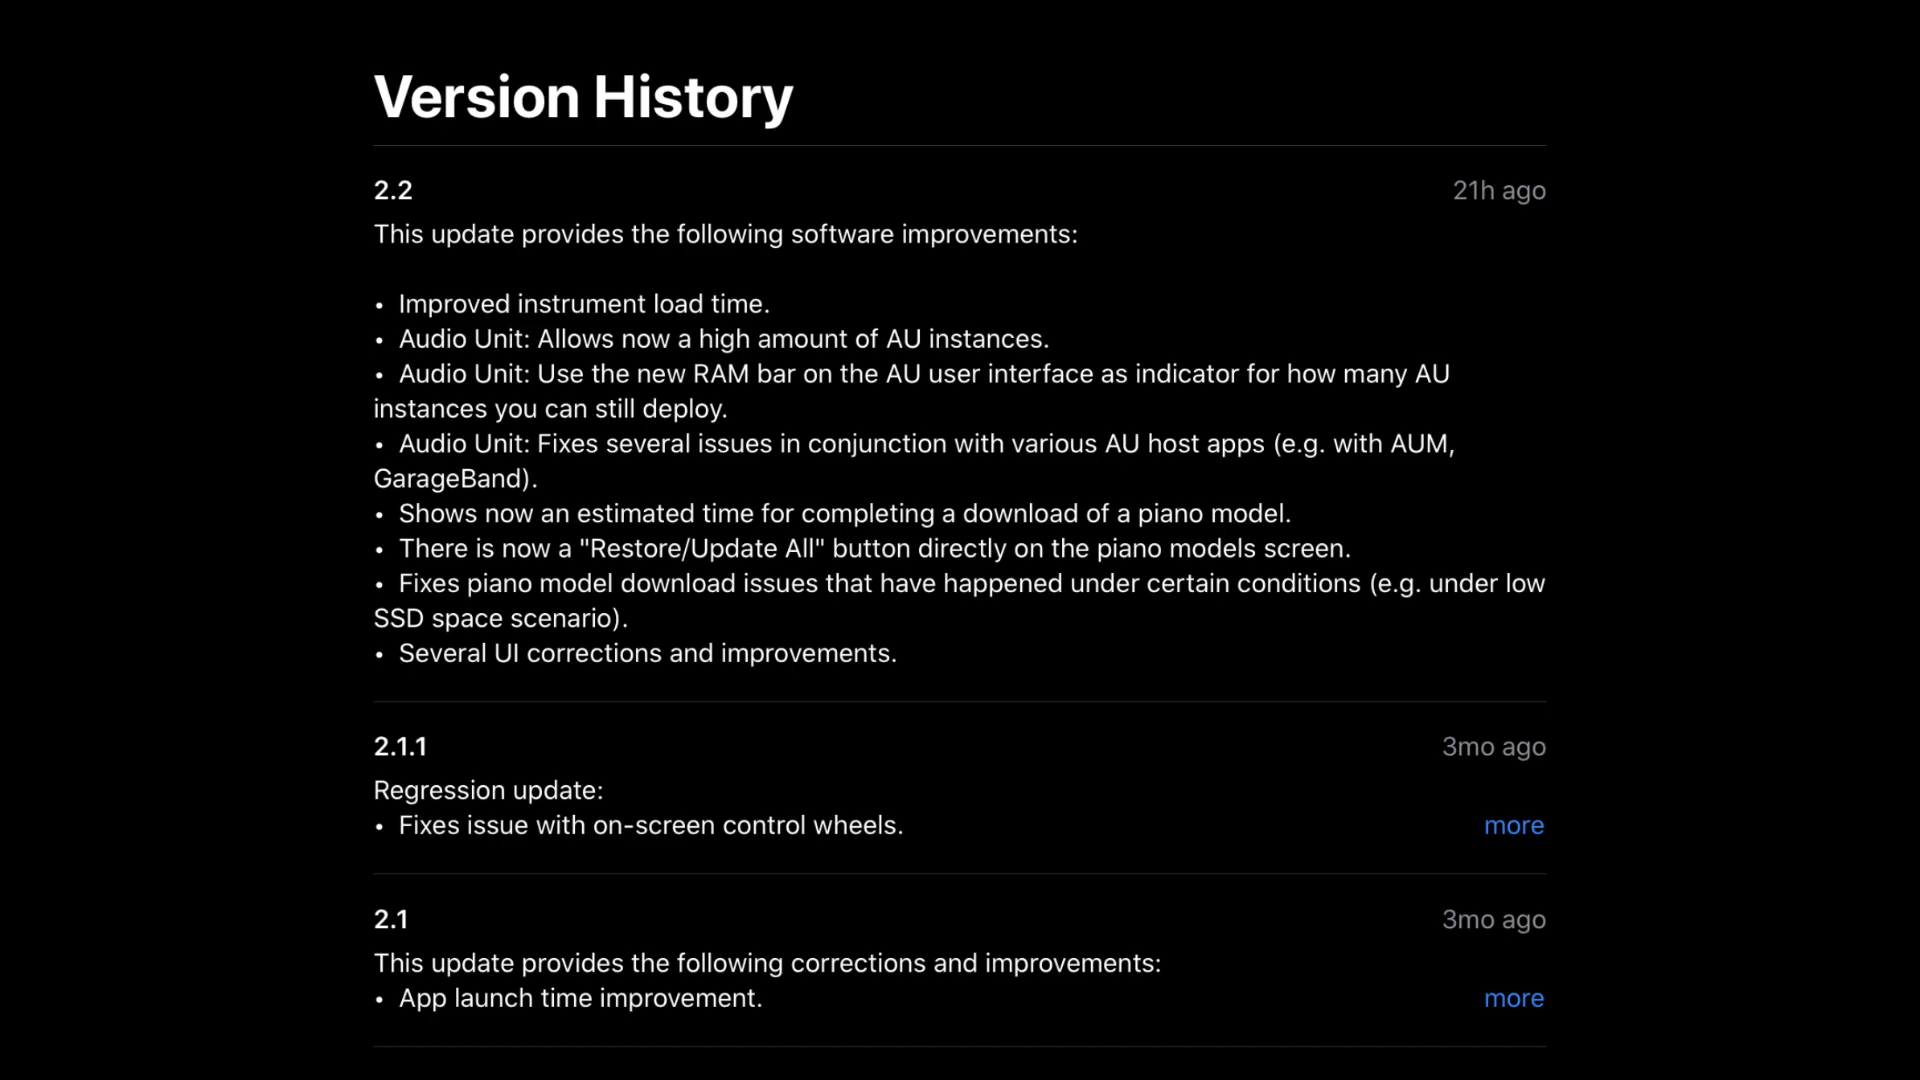 Version History
2.2
21h ago
This update provides the following software improvements:
• Improved instrument load time.
• Audio Unit: Allows now a high amount of AU instances.
• Audio Unit: Use the new RAM bar on the AU user interface as indicator for how many AU
instances you can still deploy.
• Audio Unit: Fixes several issues in conjunction with various AU host apps (e.g. with AUM,
GarageBand).
• Shows now an estimated time for completing a download of a piano model.
• There is now a "Restore/Update All" button directly on the piano models screen.
• Fixes piano model download issues that have happened under certain conditions (e.g. under low
SSD space scenario).
• Several UI corrections and improvements.
2.1.1
3mo ago
Regression update:
• Fixes issue with on-screen control wheels.
more
2.1
3mo ago
This update provides the following corrections and improvements:
• App launch time improvement.
more